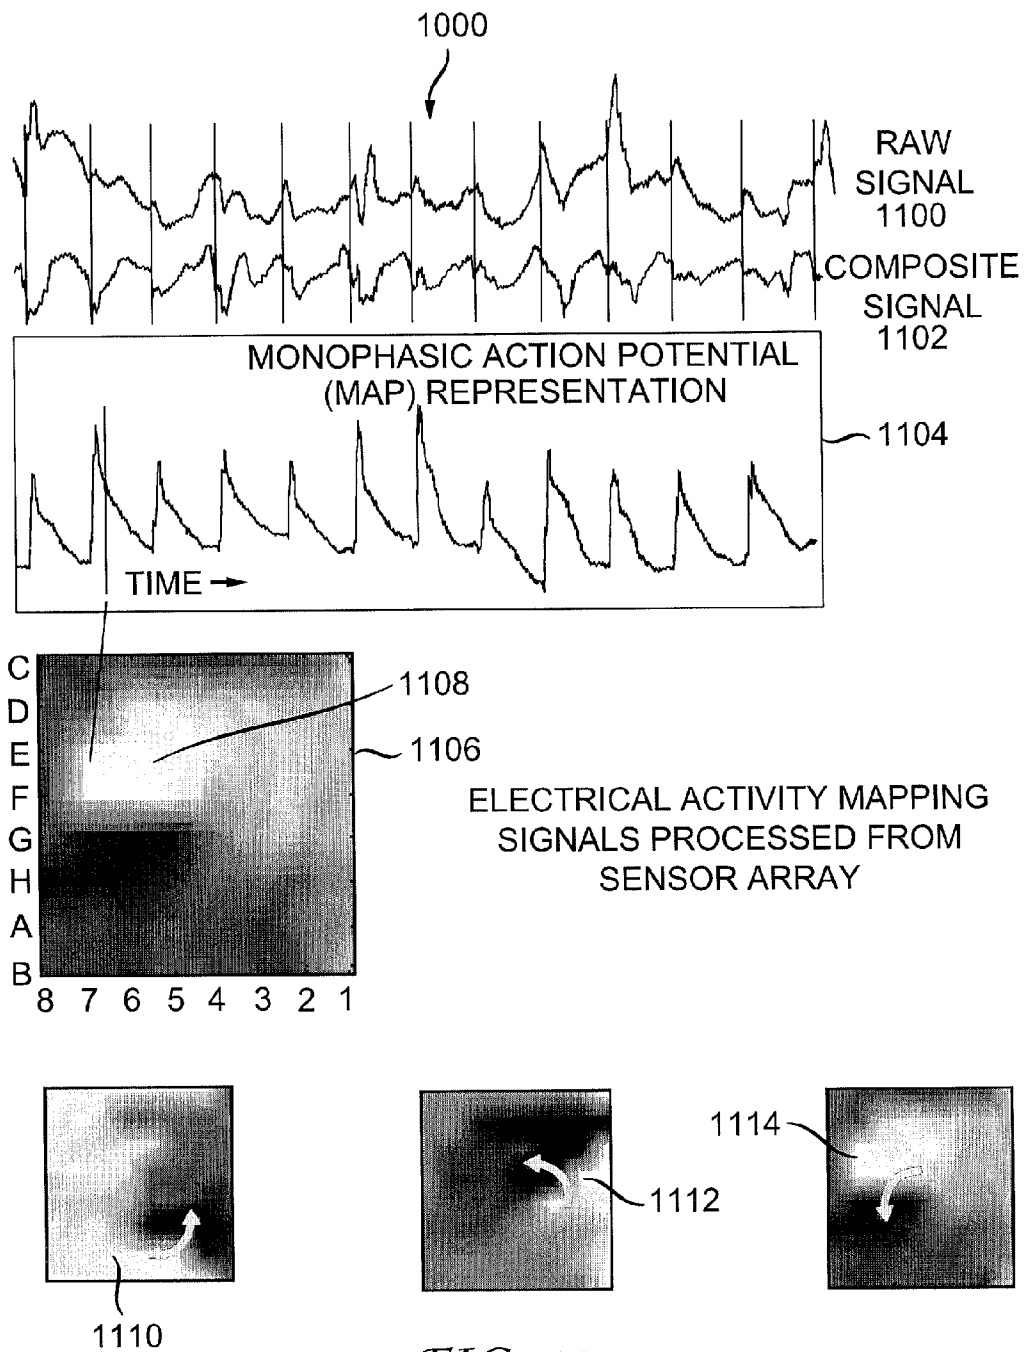 1000
RAW
SIGNAL
1100
COMPOSITE
SIGNAL
1102
MONOPHASIC ACTION POTENTIAL
(MAP) REPRESENTATION
1104
TIME
C
D
E
F
G
H
A
B
8 7 6 5 4 3 2 1
1108
1106
ELECTRICAL ACTIVITY MAPPING
SIGNALS PROCESSED FROM
SENSOR ARRAY
1110
1112
1114